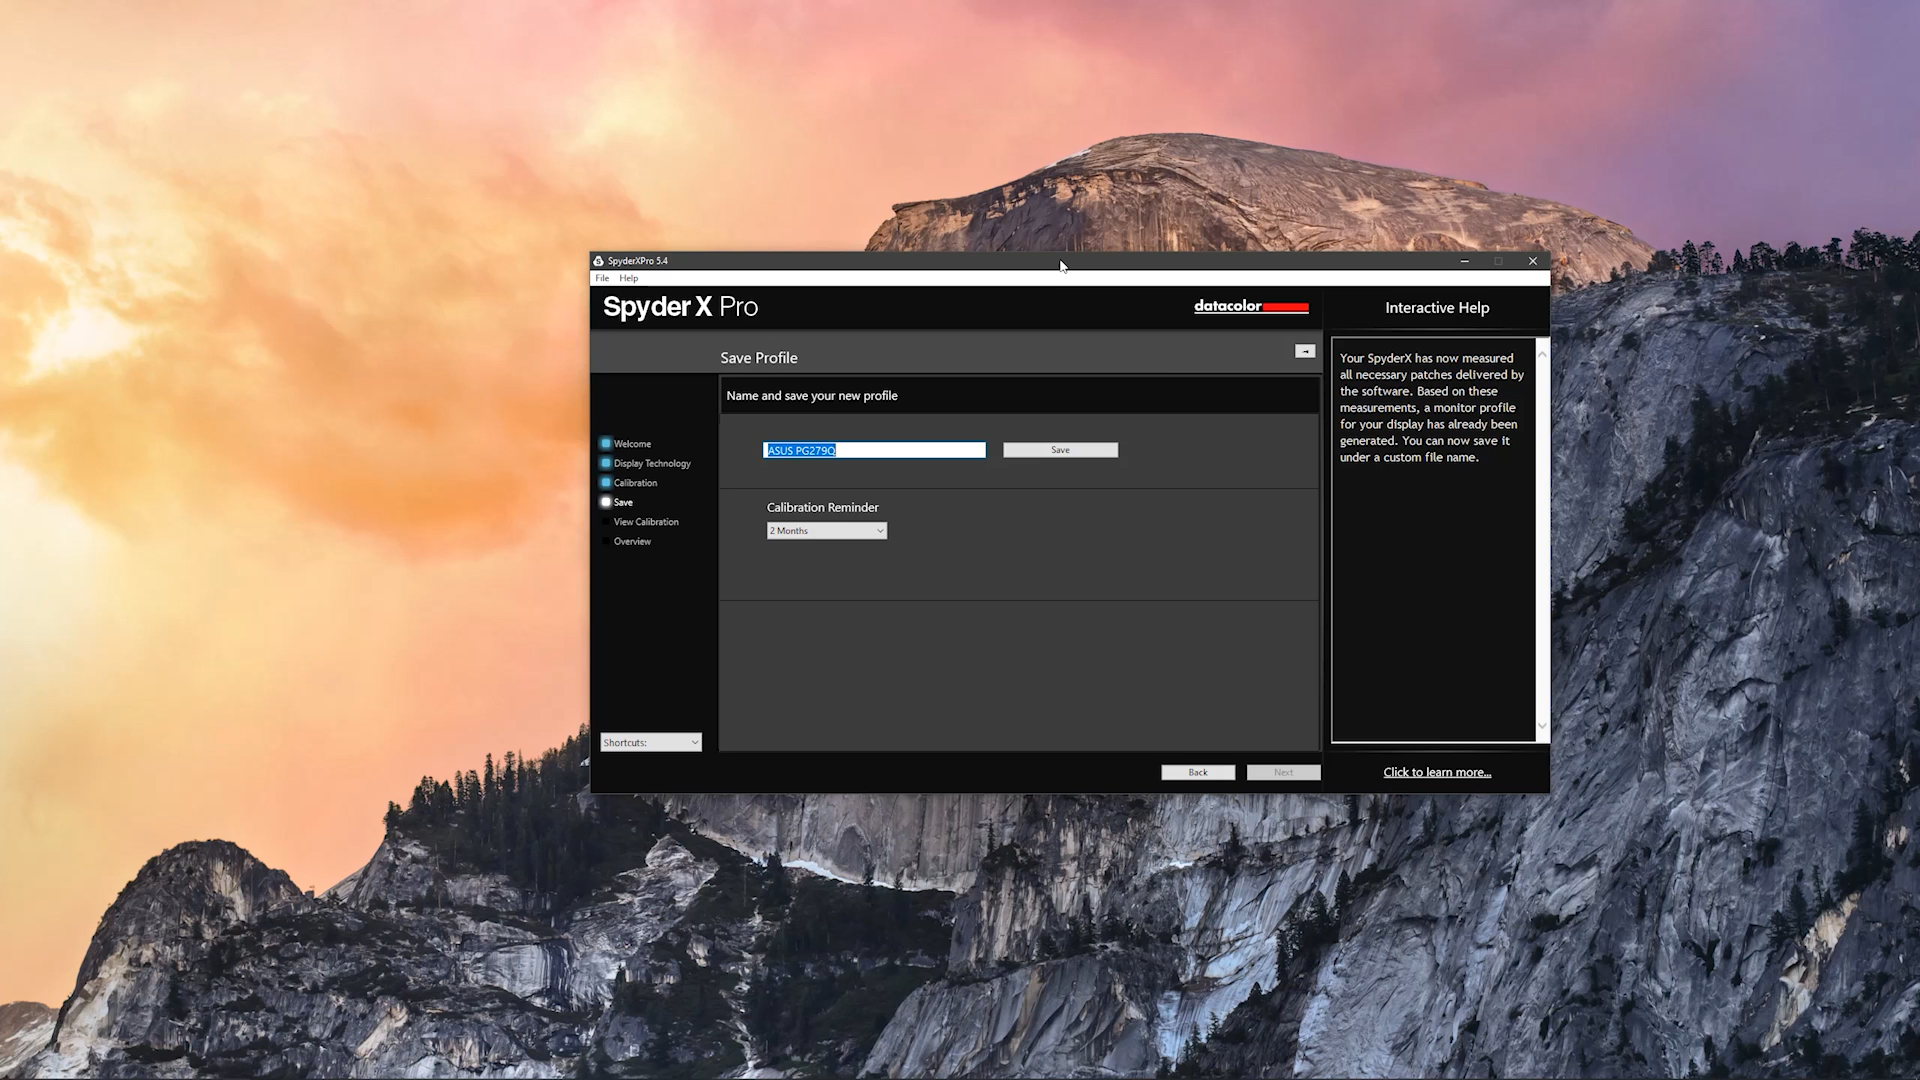 SpyderXPro 5.4
File Help
Spyder X Pro
datacolor
Interactive Help
Save Profile
Name and save your new profile
Welcome
Display Technology
Calibration
Save
View Calibration
Overview
ASUS PG279Q
Save
Calibration Reminder
2 Months
Shortcuts:
Back
Next
Your SpyderX has now measured
all necessary patches delivered by
the software. Based on these
measurements, a monitor profile
for your display has already been
generated. You can now save it
under a custom file name.
Click to learn more...